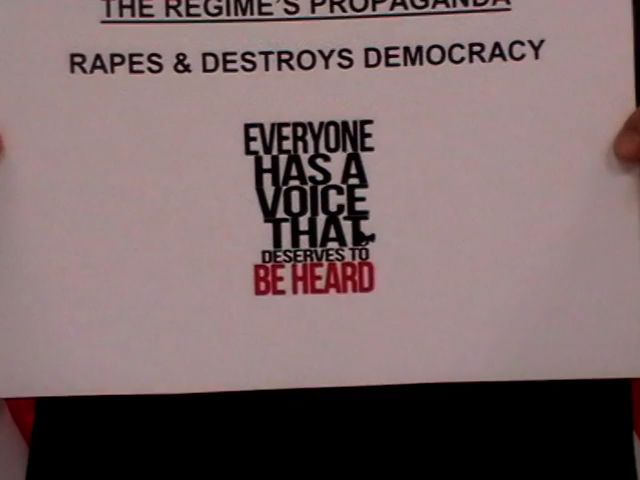 THE REGIME'S PROPAGANDA
RAPES & DESTROYS DEMOCRACY
EVERYONE
HAS A
VOICE
THAT
DESERVES TO
BE HEARD